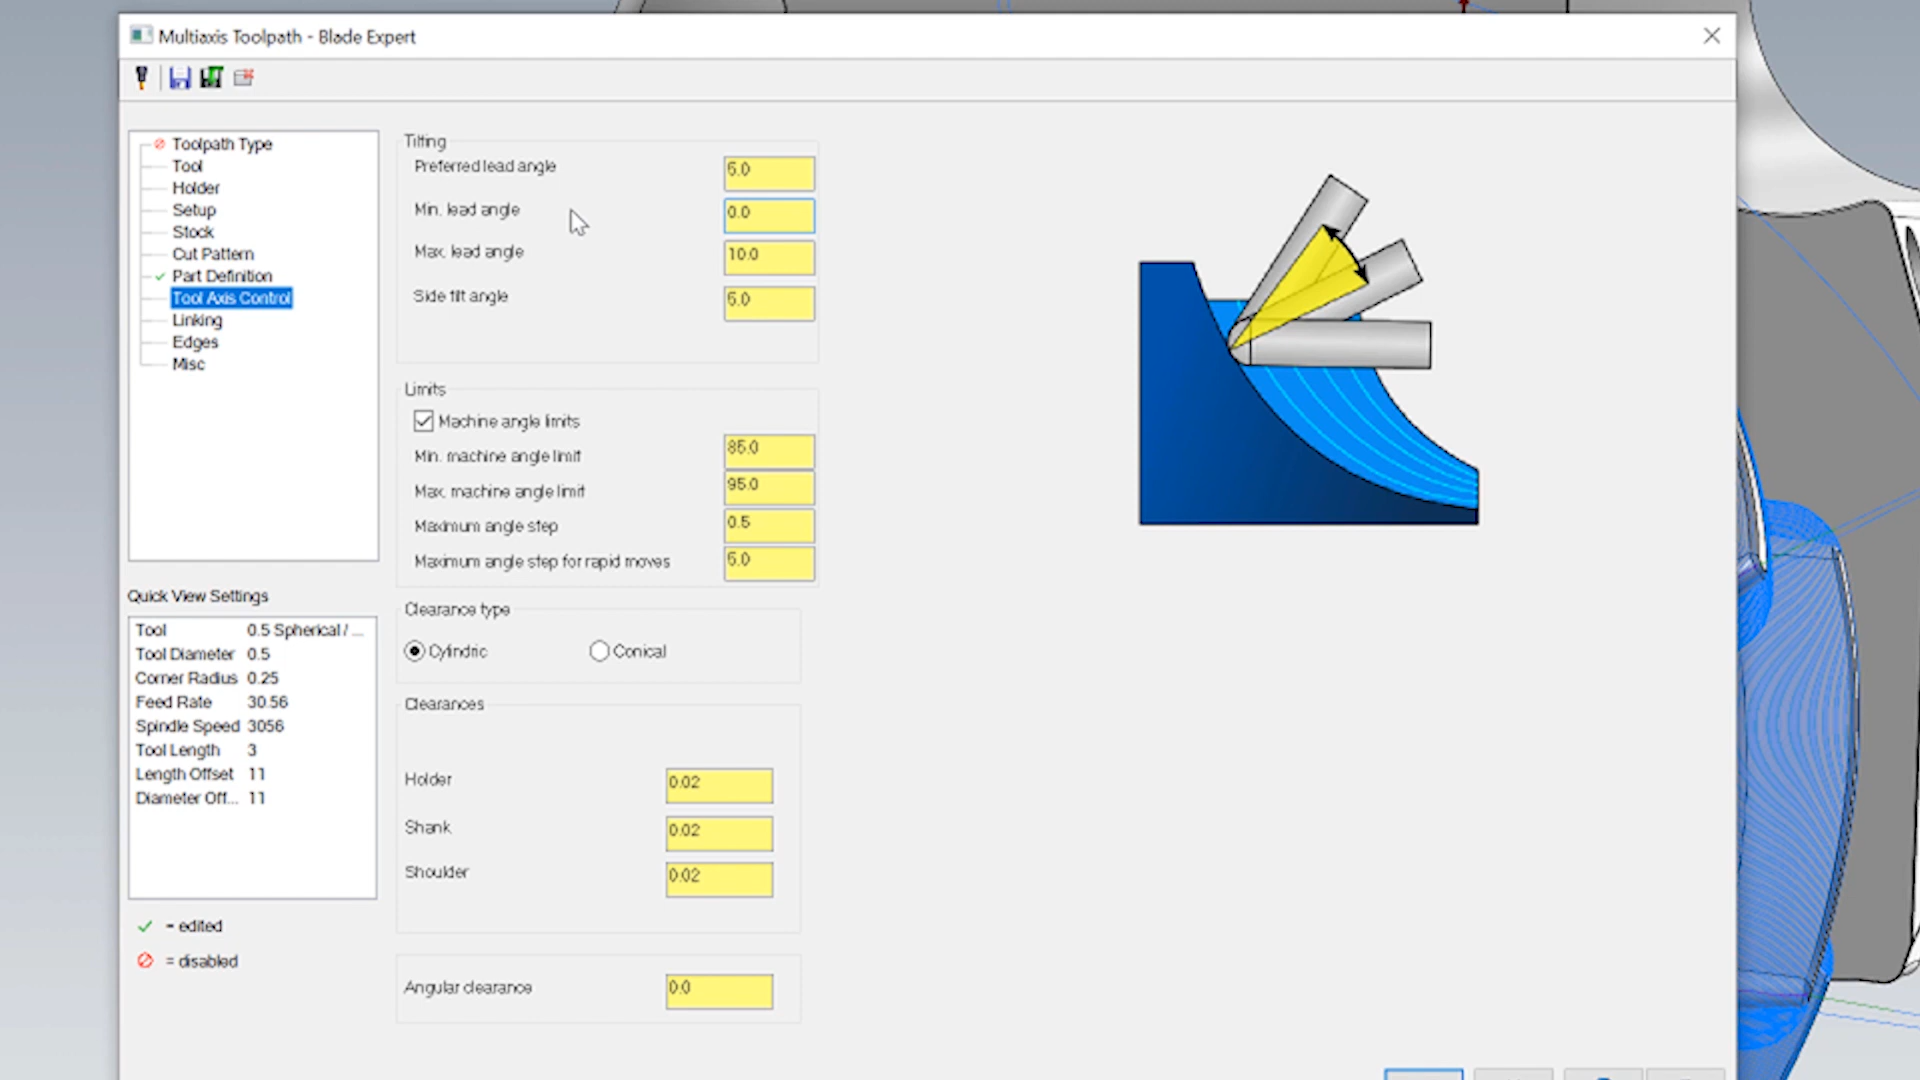 Multiaxis Toolpath - Blade Expert
Toolpath Type
Tool
Holder
Setup
Stock
Cut Pattern
Part Definition
Tool Axis Control
Linking
Edges
Misc
Quick View Settings
Tool 0.5 Spherical / ...
Tool Diameter 0.5
Corner Radius 0.25
Feed Rate 30.56
Spindle Speed 3056
Tool Length 3
Length Offset 11
Diameter Off... 11
= edited
= disabled
Tilting
Preferred lead angle 5.0
Min. lead angle 0.0
Max. lead angle 10.0
Side tilt angle 5.0
Limits
Machine angle limits
Min. machine angle limit 85.0
Max. machine angle limit 95.0
Maximum angle step 0.5
Maximum angle step for rapid moves 5.0
Clearance type
Cylindric Conical
Clearances
Holder 0.02
Shank 0.02
Shoulder 0.02
Angular clearance 0.0